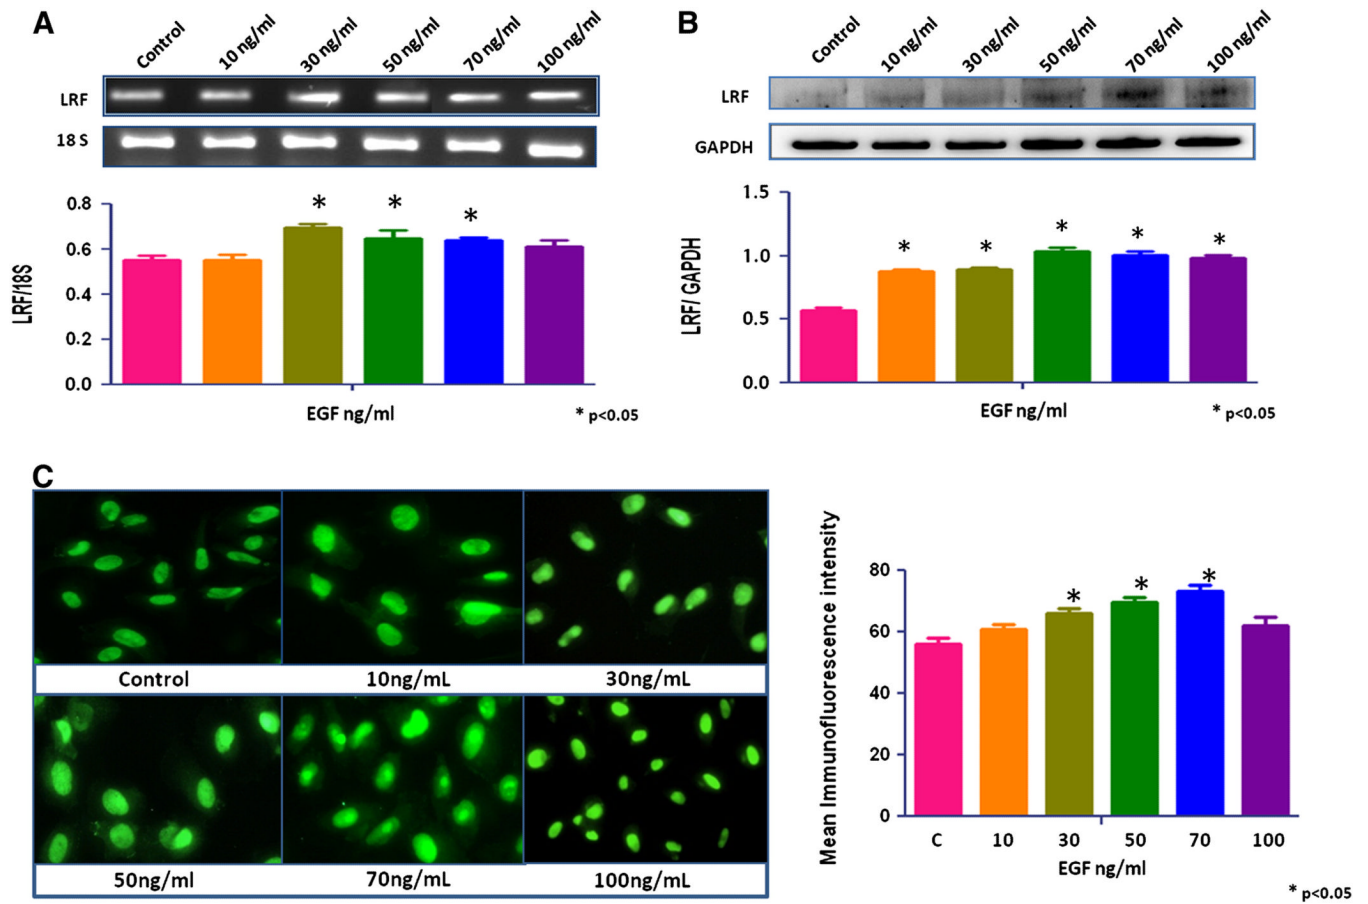 A
Control
10 ng/ml
30 ng/ml
50 ng/ml
70 ng/ml
100 ng/ml
LRF
18 S
0.8
0.6
0.4
0.2
0.0
LRF/18S
*
*
*
EGF ng/ml
* p<0.05
B
Control
10 ng/ml
30 ng/ml
50 ng/ml
70 ng/ml
100 ng/ml
LRF
GAPDH
1.5
1.0
0.5
0.0
LRF/ GAPDH
*
*
*
*
*
EGF ng/ml
* p<0.05
C
Control
10ng/mL
30ng/mL
50ng/ml
70ng/mL
100ng/mL
Mean Immunofluorescence intensity
80
60
40
20
0
*
*
*
C
10
30
50
70
100
EGF ng/ml
* p<0.05